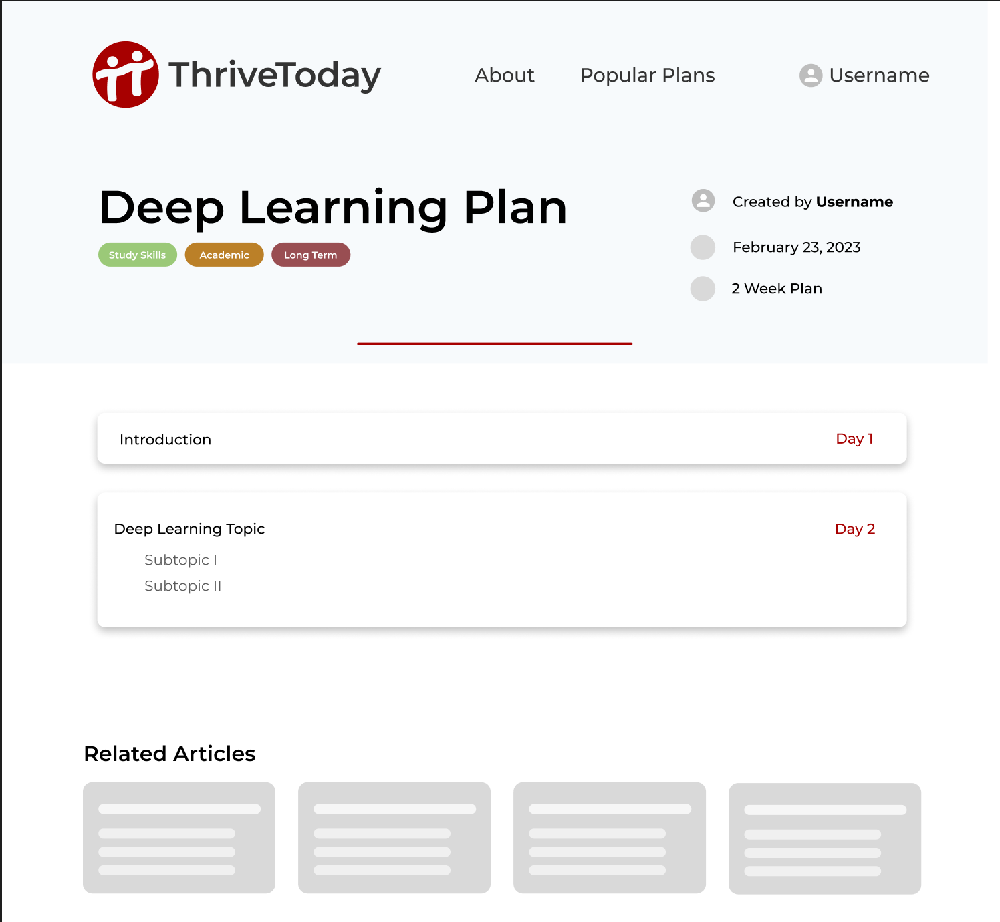 ThriveToday
About
Popular Plans
Username
Deep Learning Plan
Study Skills
Academic
Long Term
Created by Username
February 23, 2023
2 Week Plan
Introduction
Day 1
Deep Learning Topic
Day 2
Subtopic I
Subtopic II
Related Articles